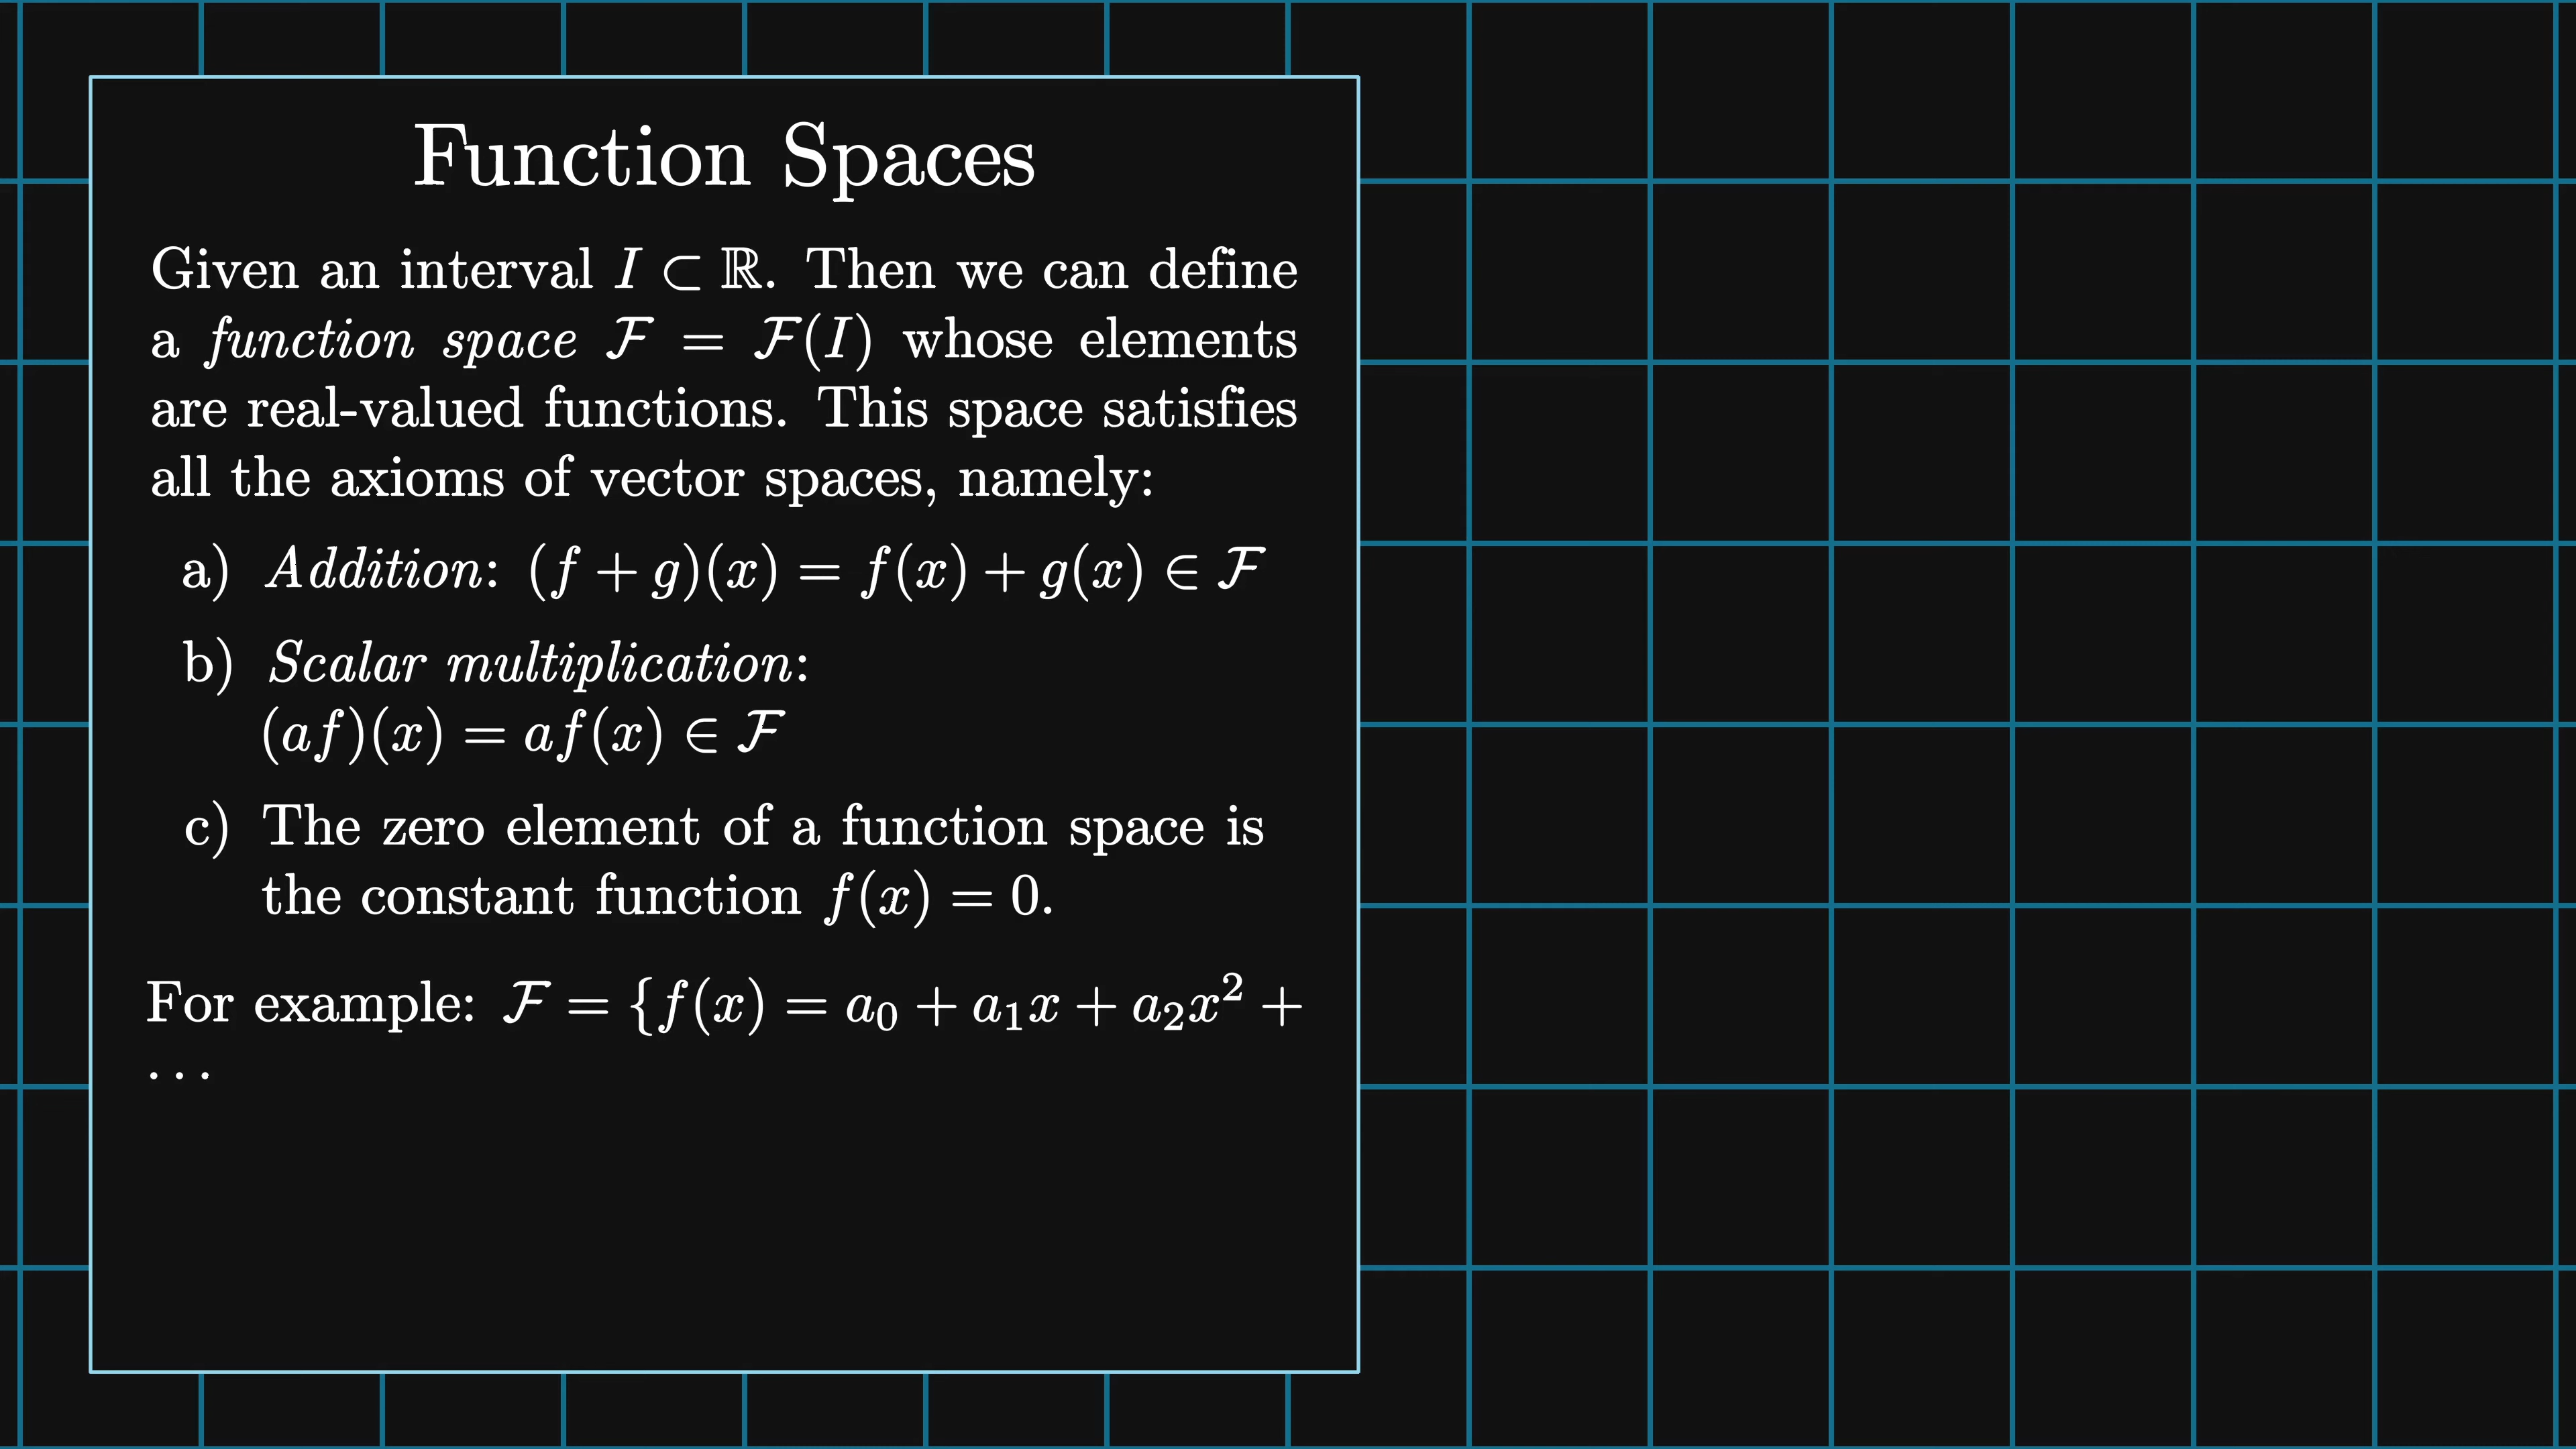 Function Spaces
Given an interval I ⊂ ℝ. Then we can define
a function space ℱ = ℱ(I) whose elements
are real-valued functions. This space satisfies
all the axioms of vector spaces, namely:
a) Addition: (f + g)(x) = f(x) + g(x) ∈ ℱ
b) Scalar multiplication:
(af)(x) = af(x) ∈ ℱ
c) The zero element of a function space is
the constant function f(x) = 0.
For example: ℱ = {f(x) = a₀ + a₁x + a₂x² +
...